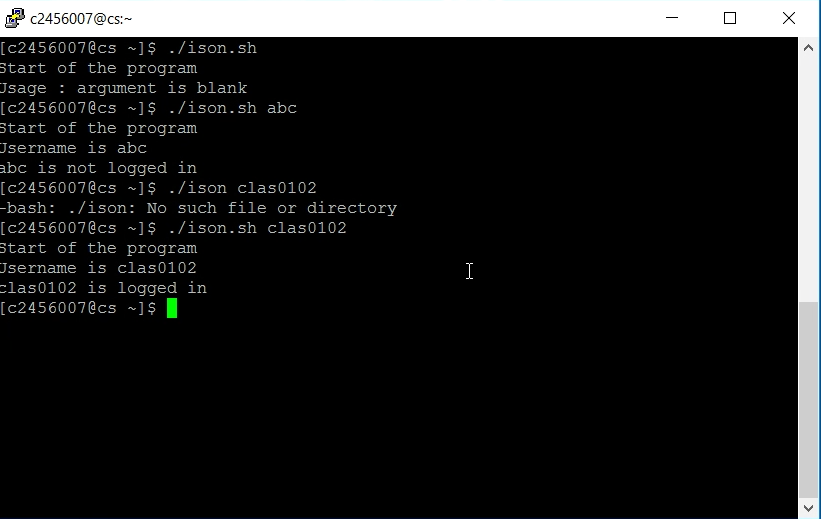 c2456007@cs:~
[c2456007@cs ~]$ ./ison.sh
Start of the program
Usage : argument is blank
[c2456007@cs ~]$ ./ison.sh abc
Start of the program
Username is abc
abc is not logged in
[c2456007@cs ~]$ ./ison clas0102
-bash: ./ison: No such file or directory
[c2456007@cs ~]$ ./ison.sh clas0102
Start of the program
Username is clas0102
clas0102 is logged in
[c2456007@cs ~]$